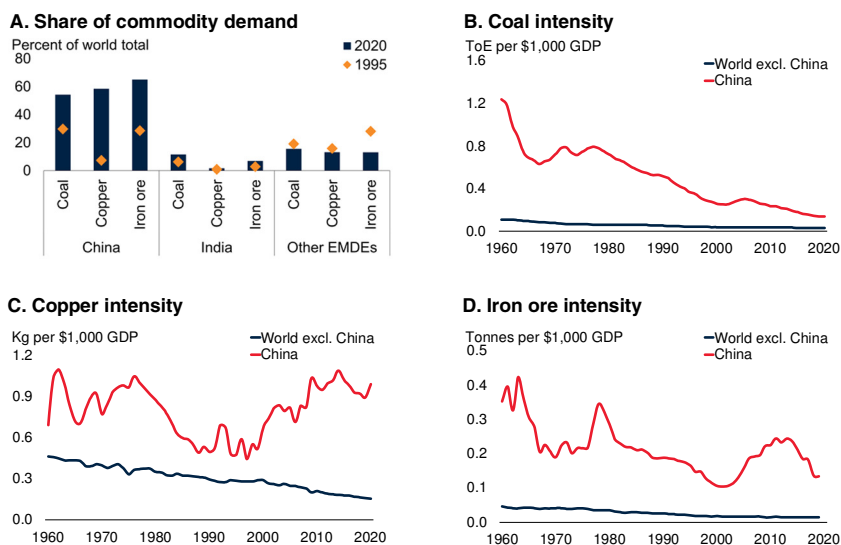 A. Share of commodity demand
Percent of world total
2020
1995
80
60
40
20
0
Coal
Copper
Iron ore
Coal
Copper
Iron ore
Coal
Copper
Iron ore
China
India
Other EMDEs
B. Coal intensity
ToE per $1,000 GDP
World excl. China
China
1.6
1.2
0.8
0.4
0.0
1960 1970 1980 1990 2000 2010 2020
C. Copper intensity
Kg per $1,000 GDP
World excl. China
China
1.2
0.9
0.6
0.3
0.0
1960 1970 1980 1990 2000 2010 2020
D. Iron ore intensity
Tonnes per $1,000 GDP
World excl. China
China
0.5
0.4
0.3
0.2
0.1
0.0
1960 1970 1980 1990 2000 2010 2020